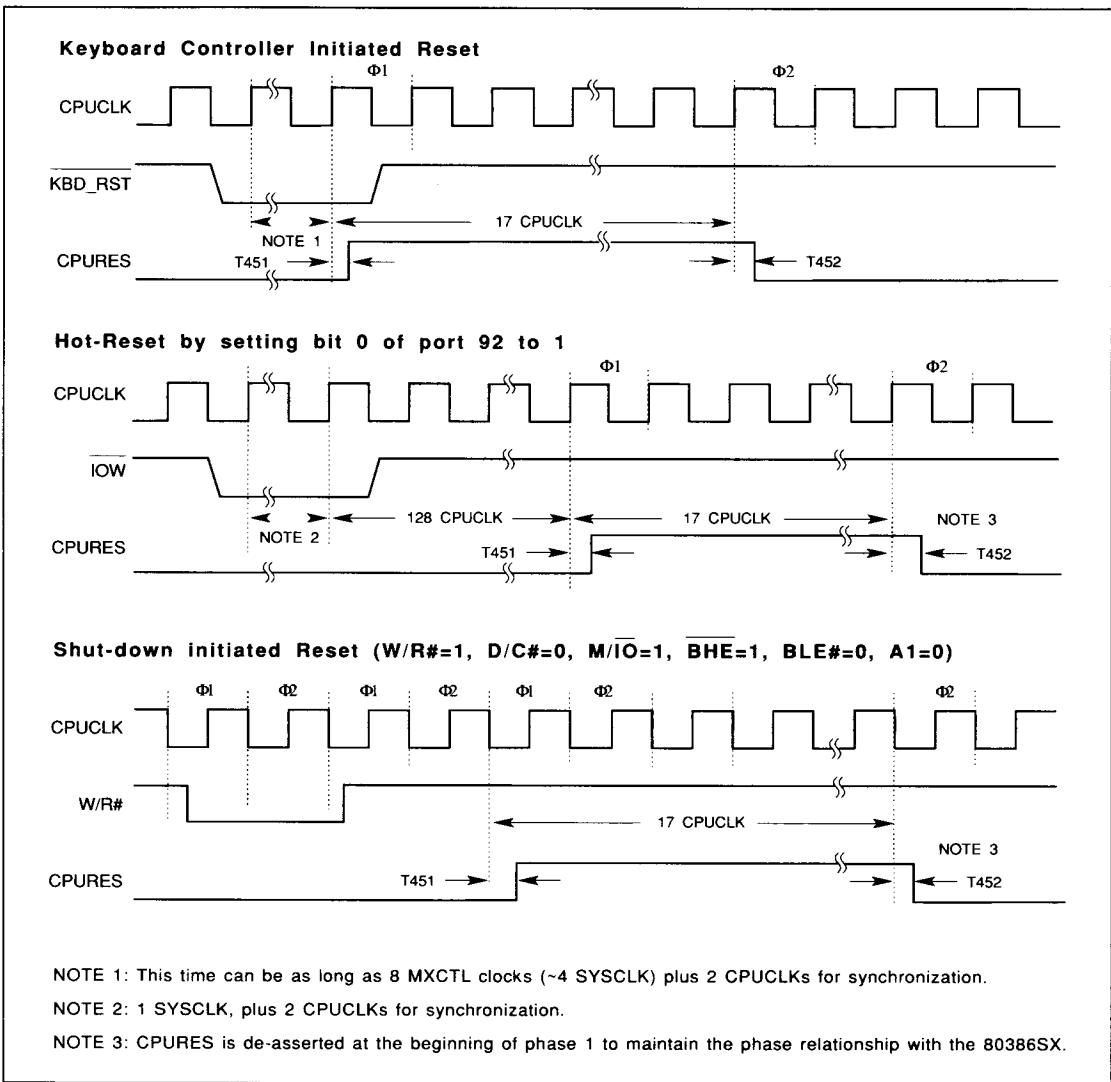 Keyboard Controller Initiated Reset
Φ1 Φ2
CPUCLK
KBD_RST
17 CPUCLK
NOTE 1
CPURES
T451 T452
Hot-Reset by setting bit 0 of port 92 to 1
Φ1 Φ2
CPUCLK
IOW
128 CPUCLK 17 CPUCLK NOTE 3
NOTE 2
CPURES
T451 T452
Shut-down initiated Reset (W/R#=1, D/C#=0, M/IO=1, BHE=1, BLE#=0, A1=0)
Φ1 Φ2 Φ1 Φ2 Φ1 Φ2 Φ2
CPUCLK
W/R#
17 CPUCLK
NOTE 3
CPURES
T451 T452
NOTE 1: This time can be as long as 8 MXCTL clocks (~4 SYSCLK) plus 2 CPUCLKs for synchronization.
NOTE 2: 1 SYSCLK, plus 2 CPUCLKs for synchronization.
NOTE 3: CPURES is de-asserted at the beginning of phase 1 to maintain the phase relationship with the 80386SX.